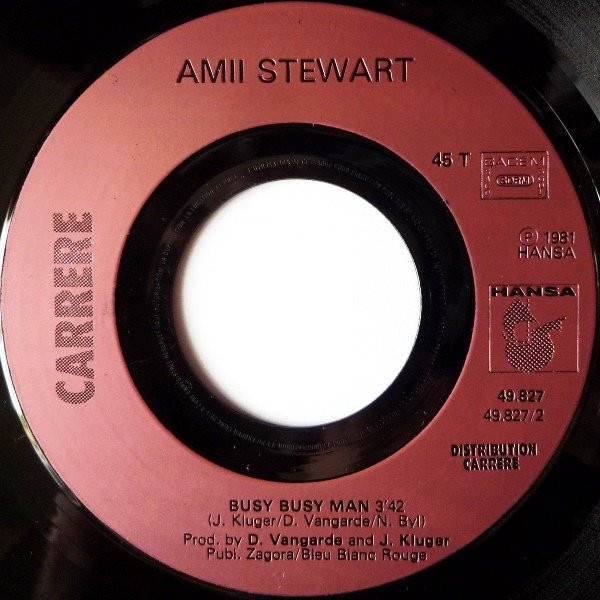 AMII STEWART
45 T
SACEM
SDRM
CARRERE
℗ 1981
HANSA
HANSA
49.827
49.827/2
DISTRIBUTION
CARRERE
BUSY BUSY MAN 3'42
(J. Kluger/D. Vangarde/N. Byl)
Prod. by D. Vangarde and J. Kluger
Publ. Zagora/Bleu Blanc Rouge